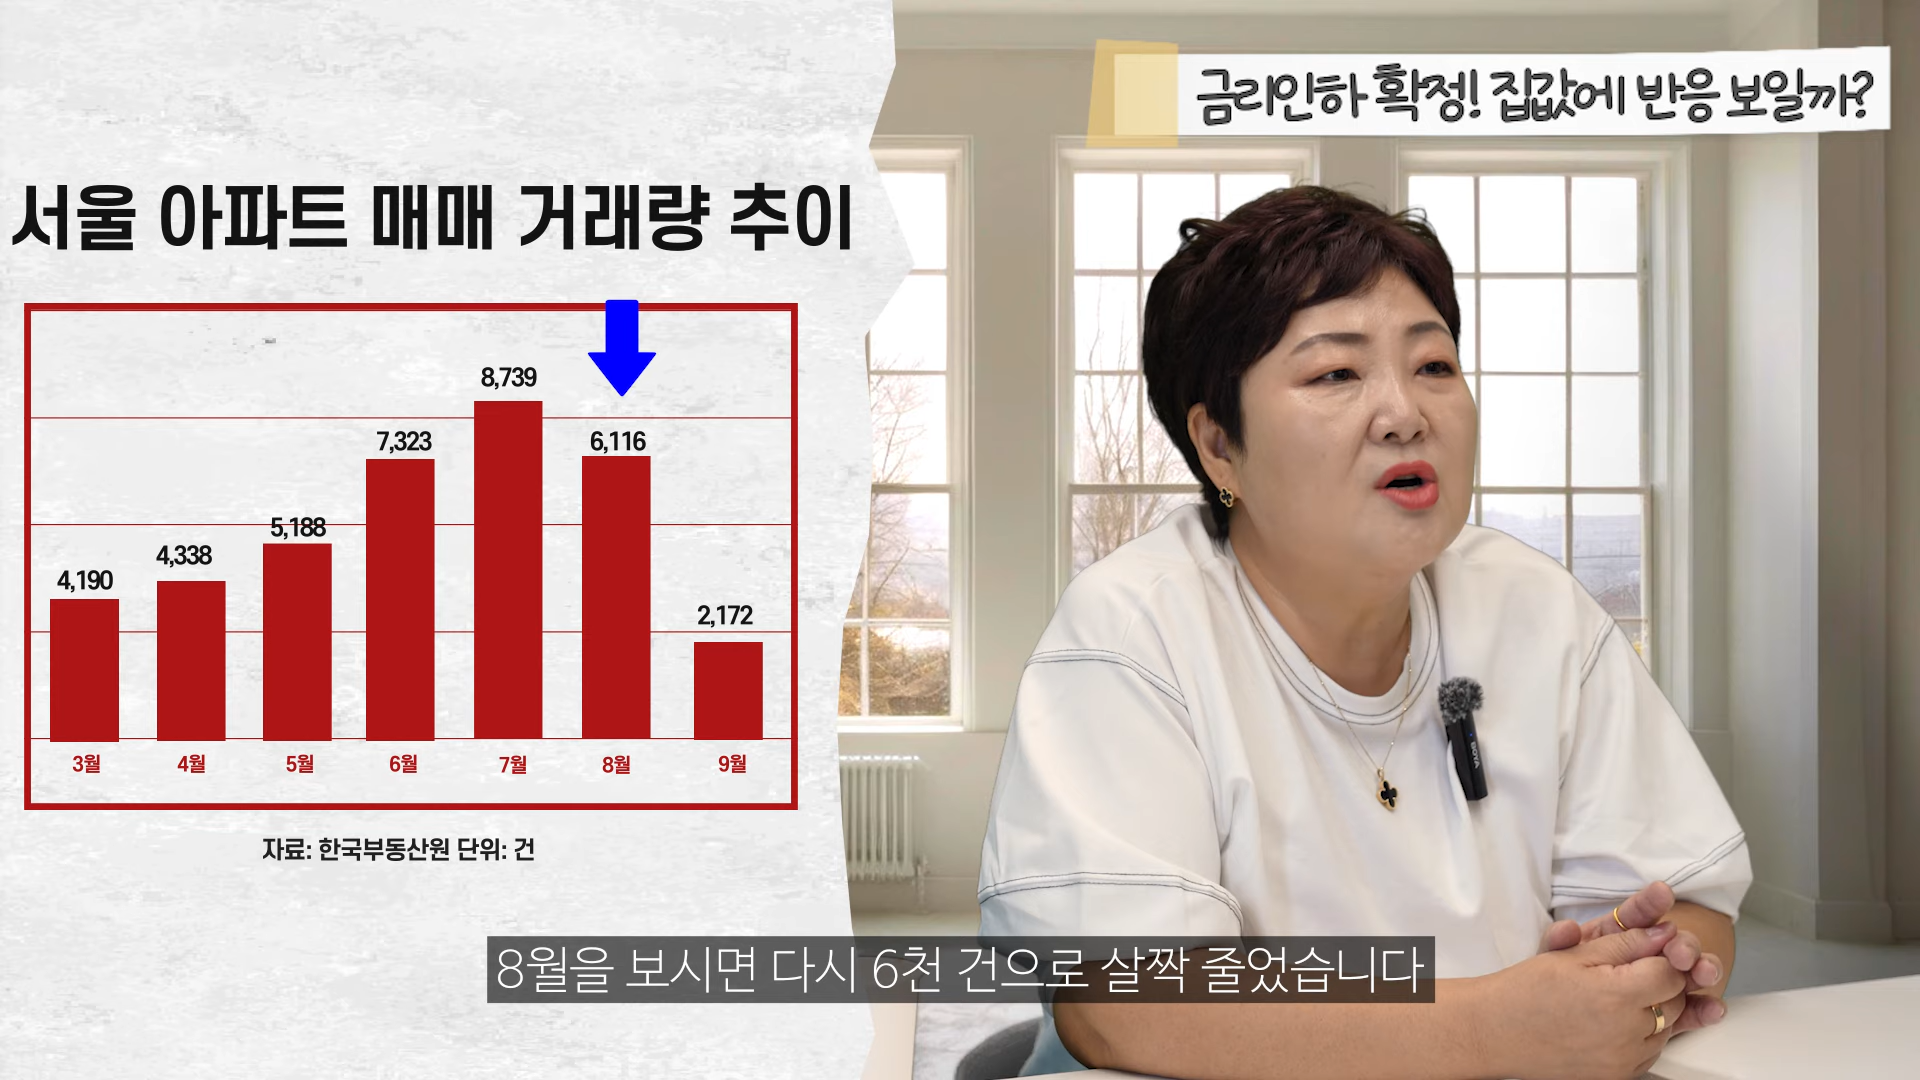 금리인하 확정! 집값에 반응 보일까?
서울 아파트 매매 거래량 추이
8,739
7,323
6,116
5,188
4,338
4,190
2,172
3월 4월 5월 6월 7월 8월 9월
자료: 한국부동산원 단위: 건
BOYA
8월을 보시면 다시 6천 건으로 살짝 줄었습니다